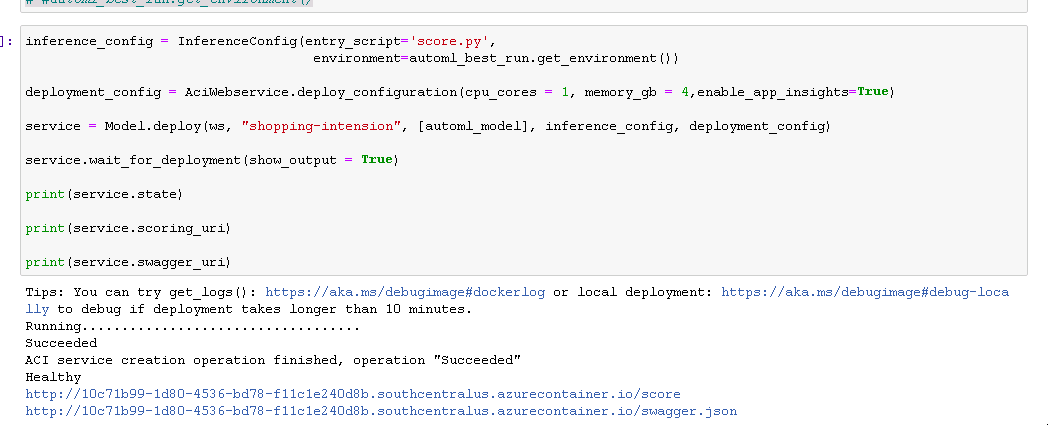 # #automl_best_run.get_environment()
]: inference_config = InferenceConfig(entry_script='score.py',
environment=automl_best_run.get_environment())
deployment_config = AciWebservice.deploy_configuration(cpu_cores = 1, memory_gb = 4,enable_app_insights=True)
service = Model.deploy(ws, "shopping-intension", [automl_model], inference_config, deployment_config)
service.wait_for_deployment(show_output = True)
print(service.state)
print(service.scoring_uri)
print(service.swagger_uri)
Tips: You can try get_logs(): https://aka.ms/debugimage#dockerlog or local deployment: https://aka.ms/debugimage#debug-loca
lly to debug if deployment takes longer than 10 minutes.
Running...................................
Succeeded
ACI service creation operation finished, operation "Succeeded"
Healthy
http://10c71b99-1d80-4536-bd78-f11c1e240d8b.southcentralus.azurecontainer.io/score
http://10c71b99-1d80-4536-bd78-f11c1e240d8b.southcentralus.azurecontainer.io/swagger.json